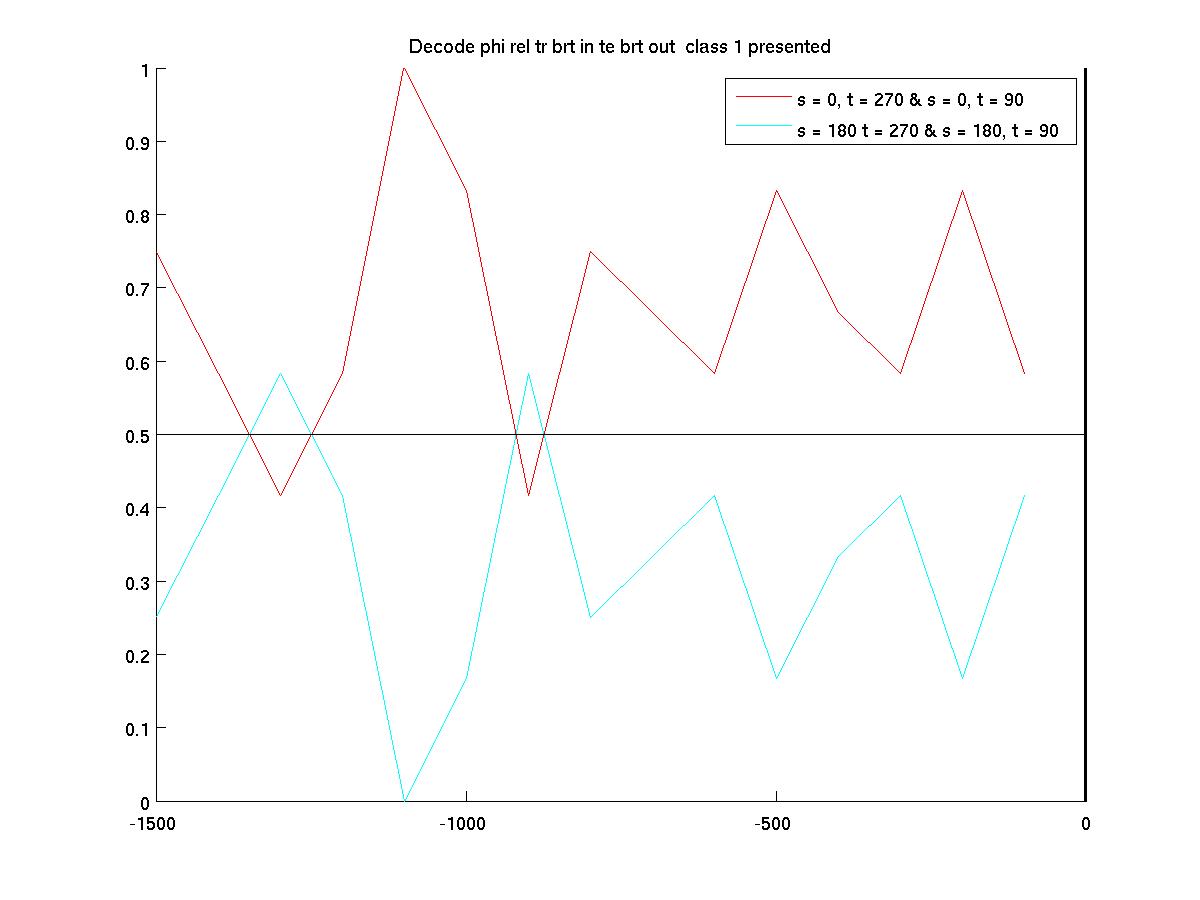 Decode phi rel tr brt in te brt out  class 1 presented
s = 0, t = 270 & s = 0, t = 90
s = 180 t = 270 & s = 180, t = 90
1
0.9
0.8
0.7
0.6
0.5
0.4
0.3
0.2
0.1
0
-1500 -1000 -500 0